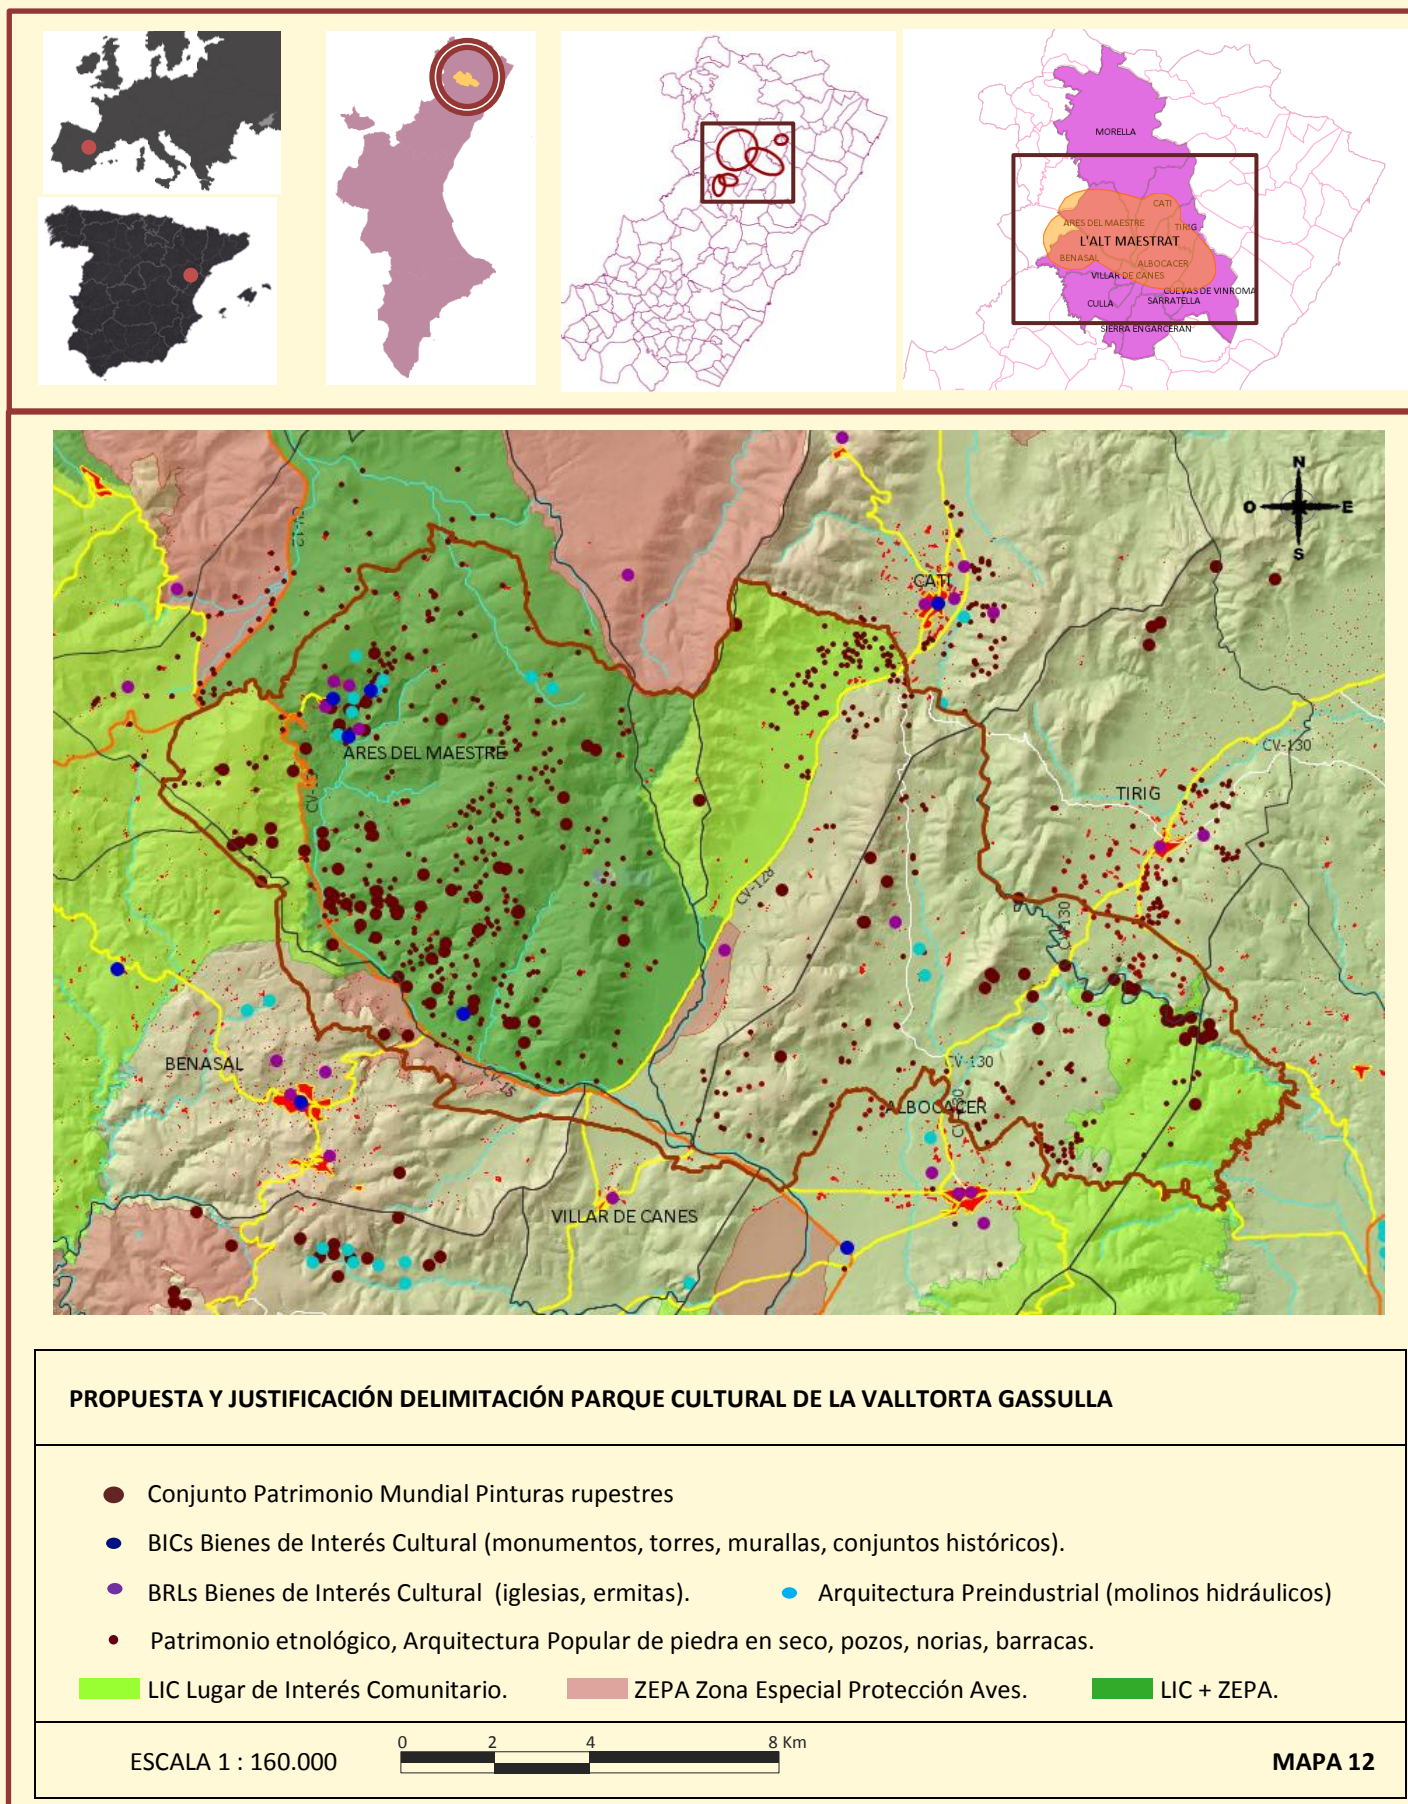 MORELLA
CATI
ARES DEL MAESTRE
TIRIG
L'ALT MAESTRAT
BENASAL
ALBOCACER
VILLAR DE CANES
CUEVAS DE VINROMA
CULLA
SARRATELLA
SIERRA ENGARCERAN
N
O
E
S
CATI
ARES DEL MAESTRE
CV-130
TIRIG
CV-128
CV-130
BENASAL
CV-15
CV-130
ALBOCACER
VILLAR DE CANES
PROPUESTA Y JUSTIFICACIÓN DELIMITACIÓN PARQUE CULTURAL DE LA VALLTORTA GASSULLA
Conjunto Patrimonio Mundial Pinturas rupestres
BICs Bienes de Interés Cultural (monumentos, torres, murallas, conjuntos históricos).
BRLs Bienes de Interés Cultural (iglesias, ermitas).
Arquitectura Preindustrial (molinos hidráulicos)
Patrimonio etnológico, Arquitectura Popular de piedra en seco, pozos, norias, barracas.
LIC Lugar de Interés Comunitario.
ZEPA Zona Especial Protección Aves.
LIC + ZEPA.
ESCALA 1 : 160.000
0 2 4 8 Km
MAPA 12